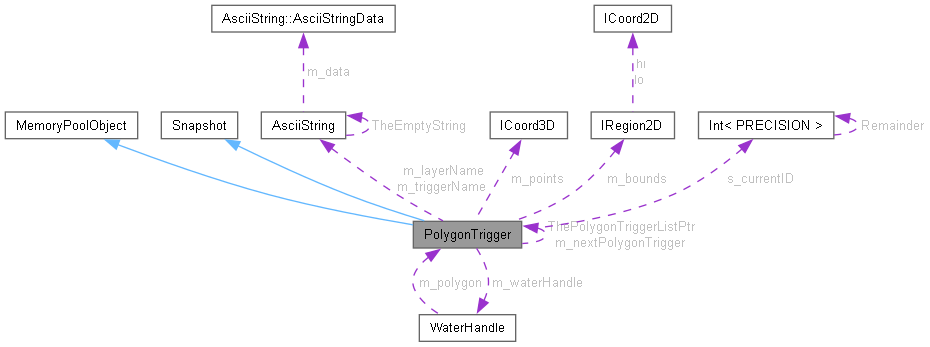 AsciiString::AsciiStringData
ICoord2D
m_data
hi
lo
MemoryPoolObject
Snapshot
AsciiString
TheEmptyString
ICoord3D
IRegion2D
Int< PRECISION >
Remainder
m_layerName
m_triggerName
m_points
m_bounds
s_currentID
PolygonTrigger
ThePolygonTriggerListPtr
m_nextPolygonTrigger
m_polygon
m_waterHandle
WaterHandle